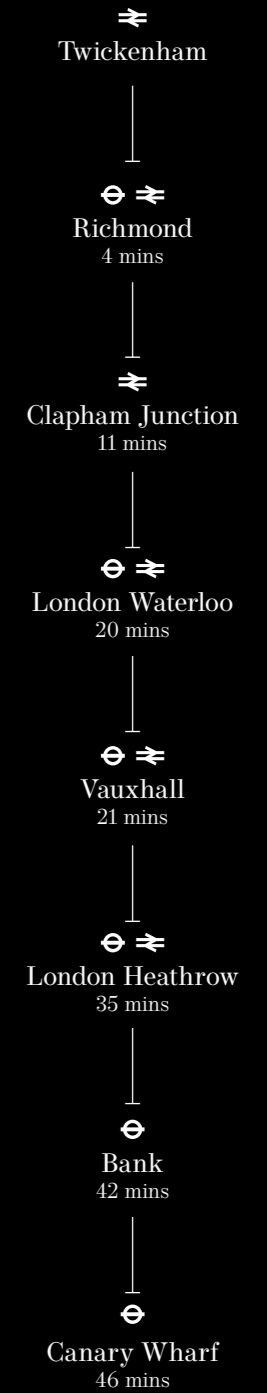 Twickenham
Richmond
4 mins
Clapham Junction
11 mins
London Waterloo
20 mins
Vauxhall
21 mins
London Heathrow
35 mins
Bank
42 mins
Canary Wharf
46 mins